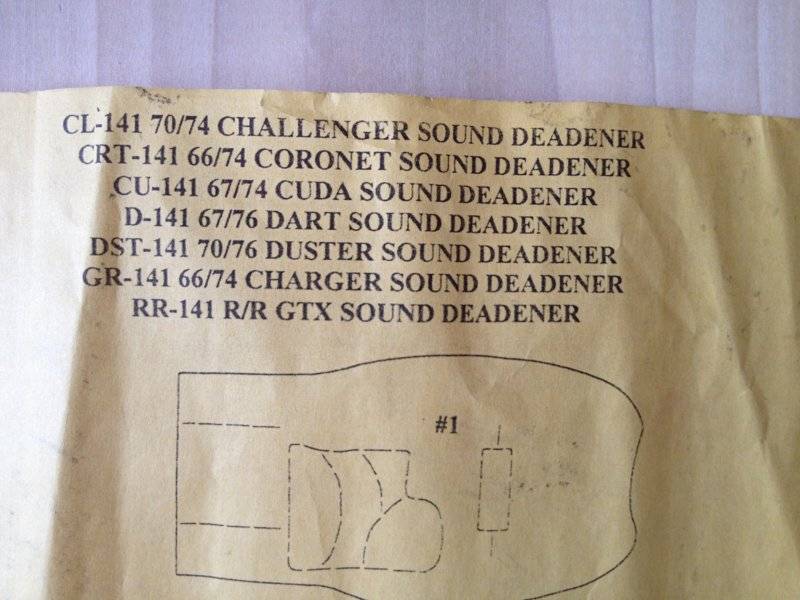 CL-141 70/74 CHALLENGER SOUND DEADENER
CRT-141 66/74 CORONET SOUND DEADENER
CU-141 67/74 CUDA SOUND DEADENER
D-141 67/76 DART SOUND DEADENER
DST-141 70/76 DUSTER SOUND DEADENER
GR-141 66/74 CHARGER SOUND DEADENER
RR-141 R/R GTX SOUND DEADENER
#1